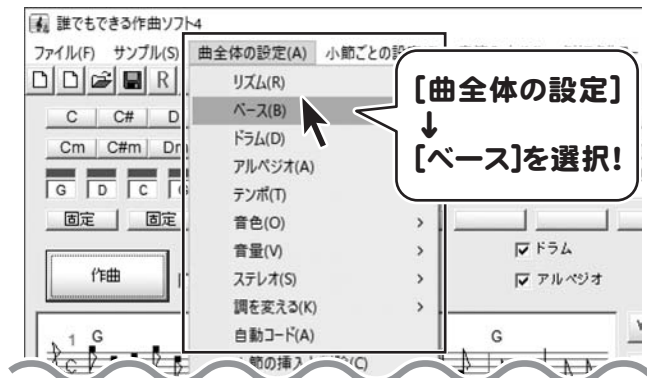 誰でもできる作曲ソフト4
ファイル(F) サンプル(S) 曲全体の設定(A) 小節ごとの設
R
リズム(R)
C C# D
ベース(B)
[曲全体の設定]
↓
[ベース]を選択!
Cm C#m Dm
ドラム(D)
アルペジオ(A)
G D C
テンポ(T)
固定 固定
音色(O) >
音量(V) >
ドラム
作曲
ステレオ(S) >
アルペジオ
調を変える(K) >
自動コード(A)
1 G
G
C